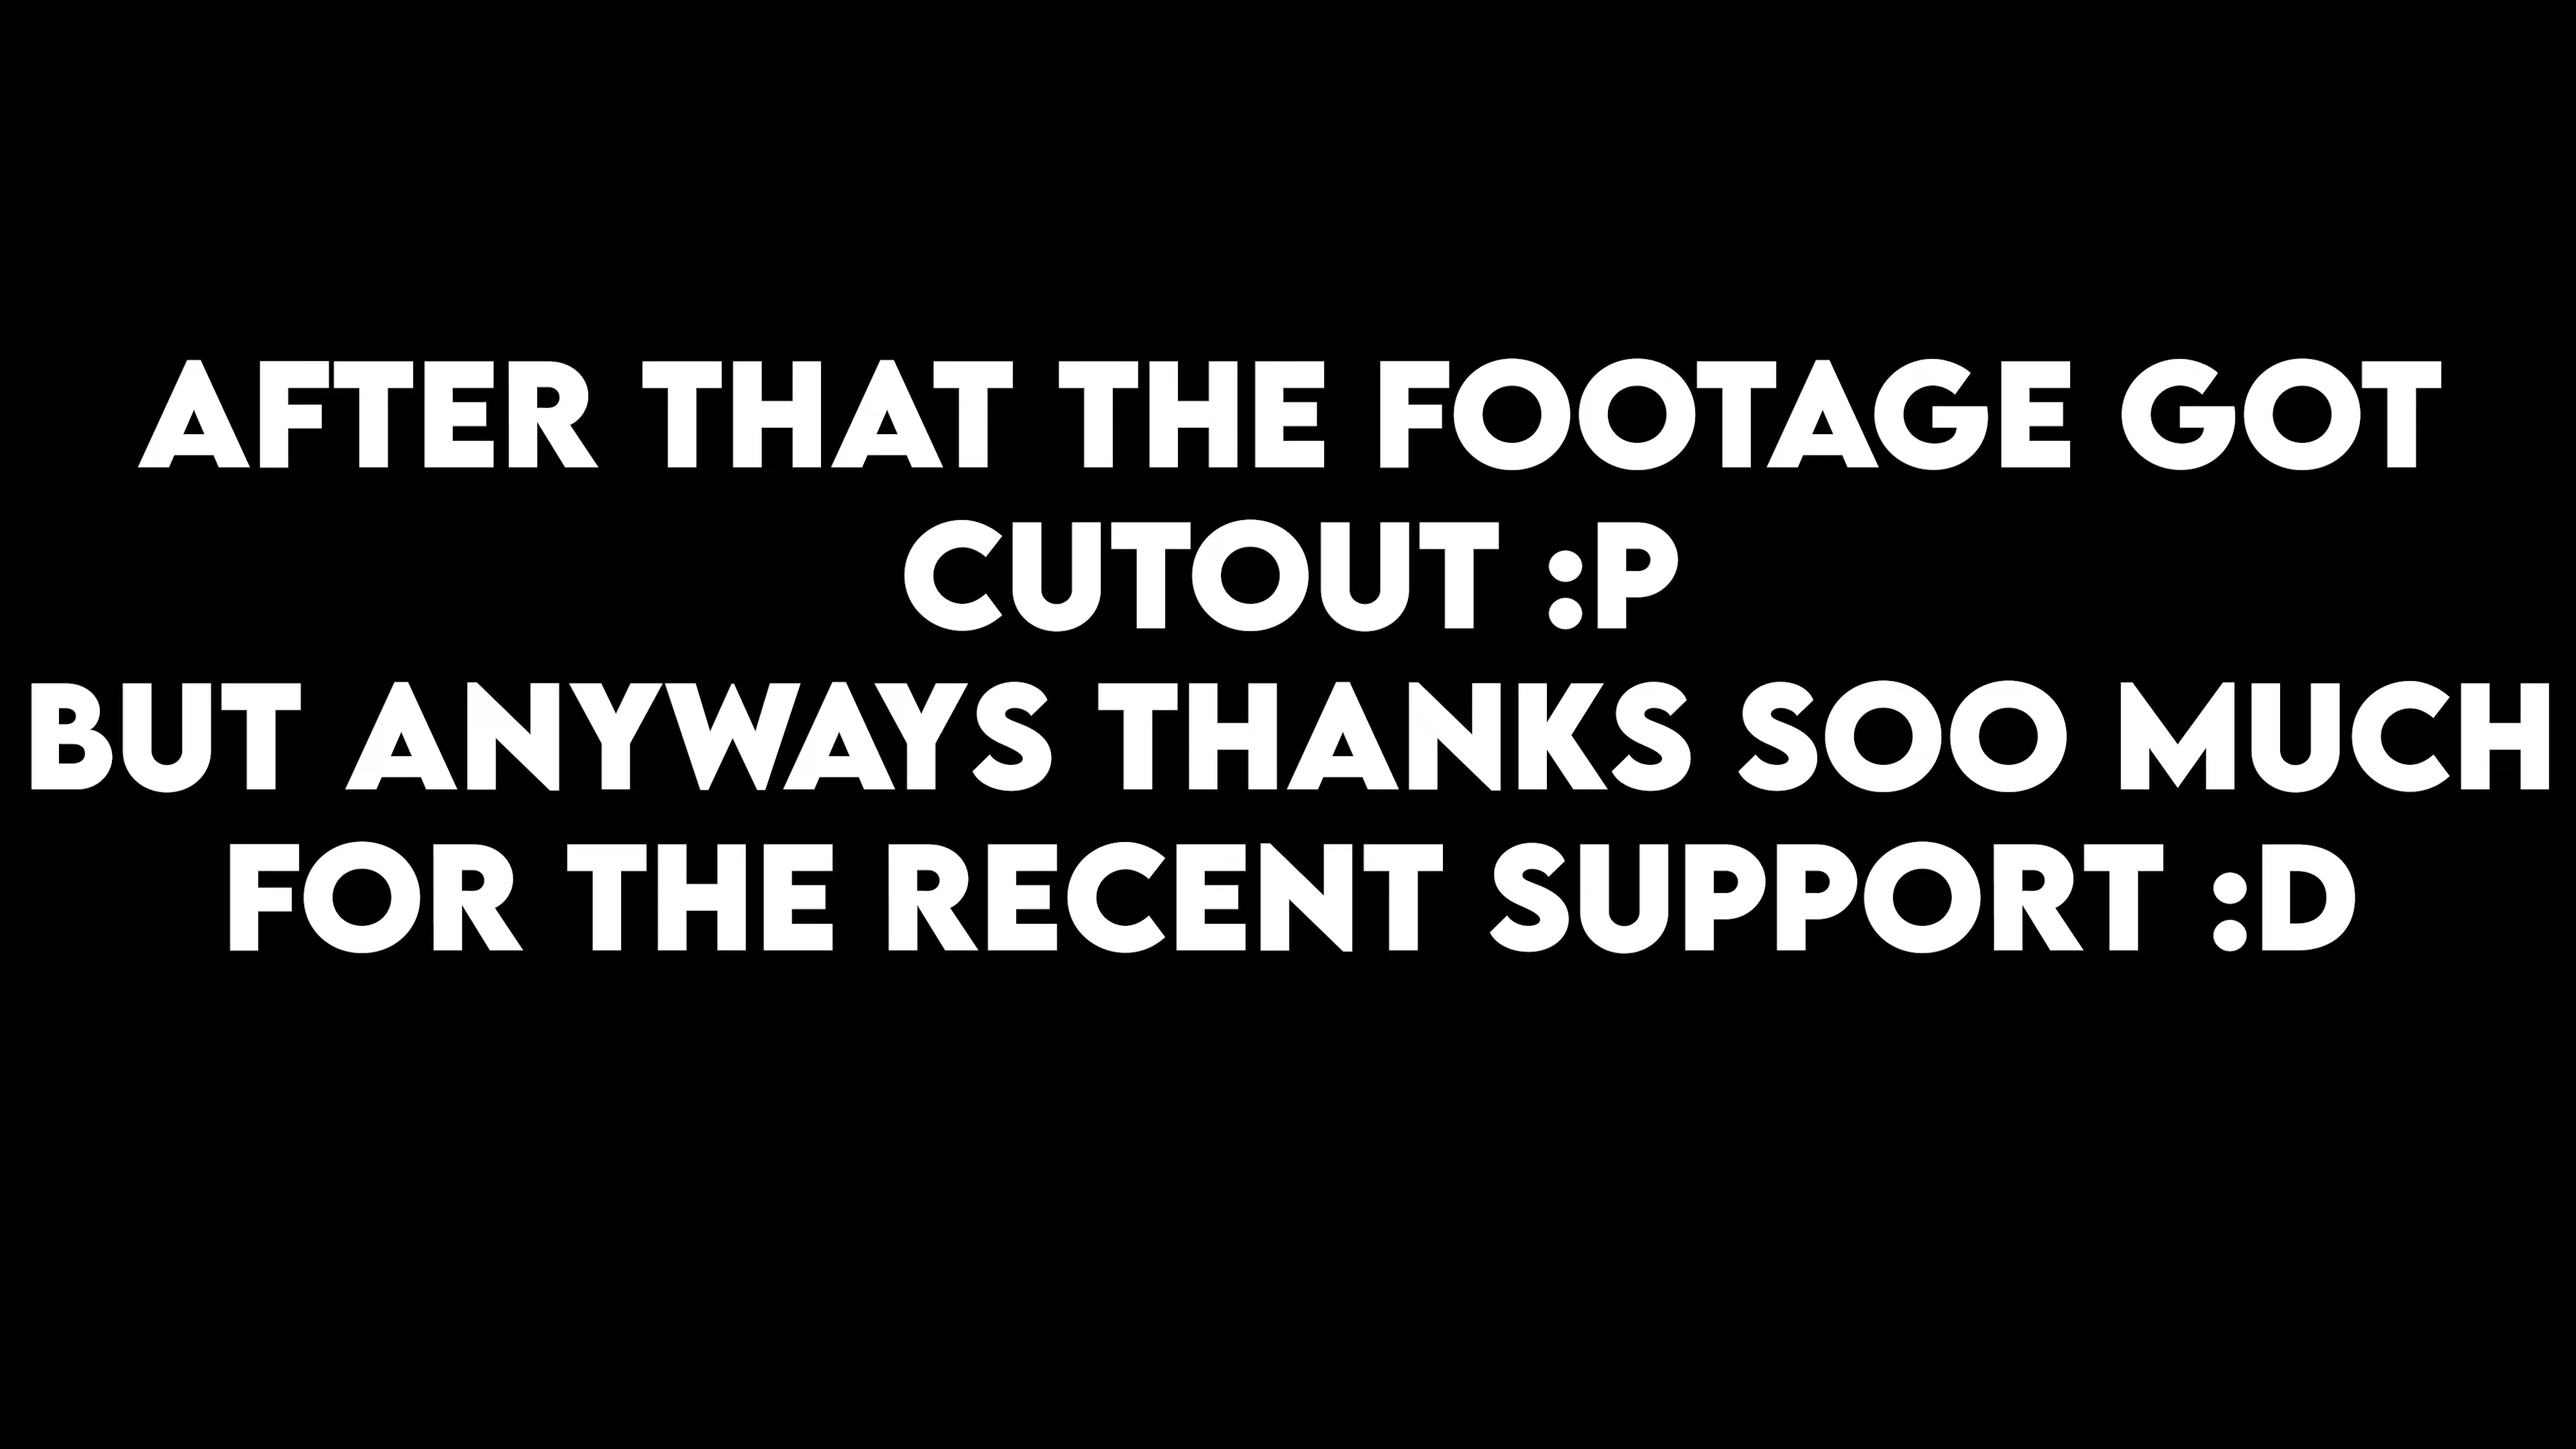 AFTER THAT THE FOOTAGE GOT
CUTOUT :P
BUT ANYWAYS THANKS SOO MUCH
FOR THE RECENT SUPPORT :D